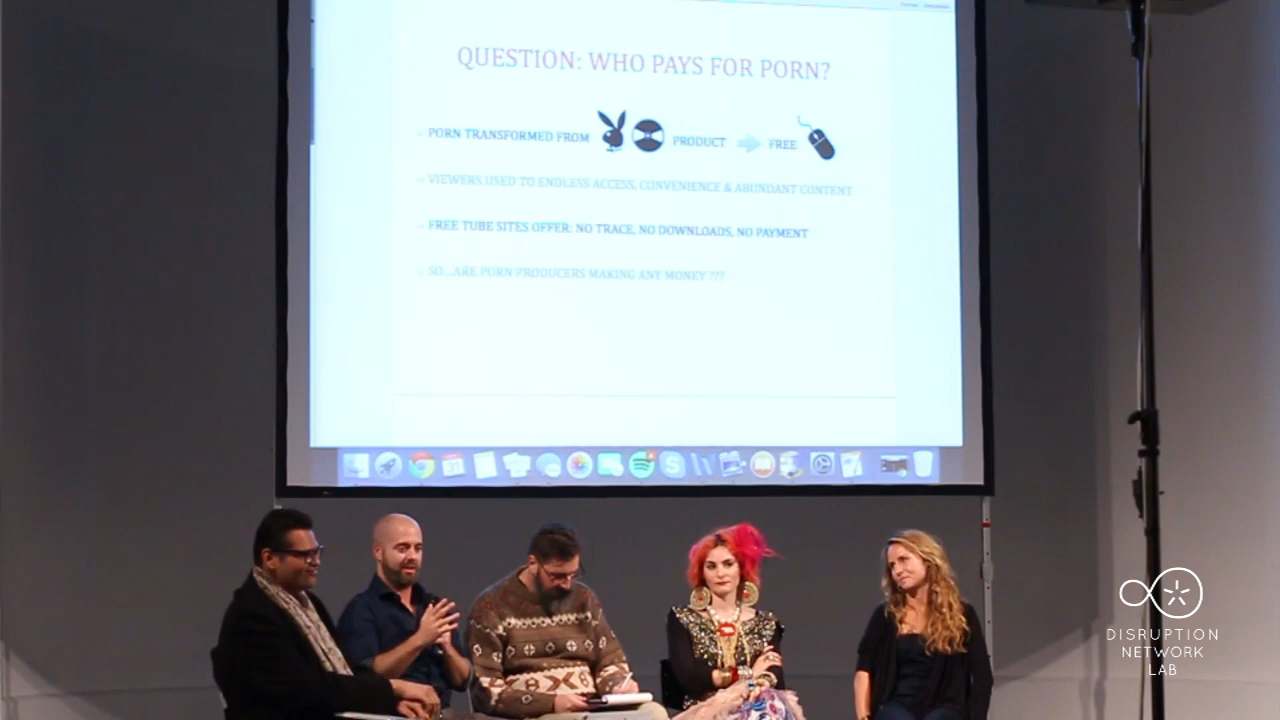 QUESTION: WHO PAYS FOR PORN?
PORN TRANSFORMED FROM PRODUCT FREE
VIEWERS USED TO ENDLESS ACCESS, CONVENIENCE & ABUNDANT CONTENT
FREE TUBE SITES OFFER: NO TRACE, NO DOWNLOADS, NO PAYMENT
SO...ARE PORN PRODUCERS MAKING ANY MONEY ???
DISRUPTION
NETWORK
LAB